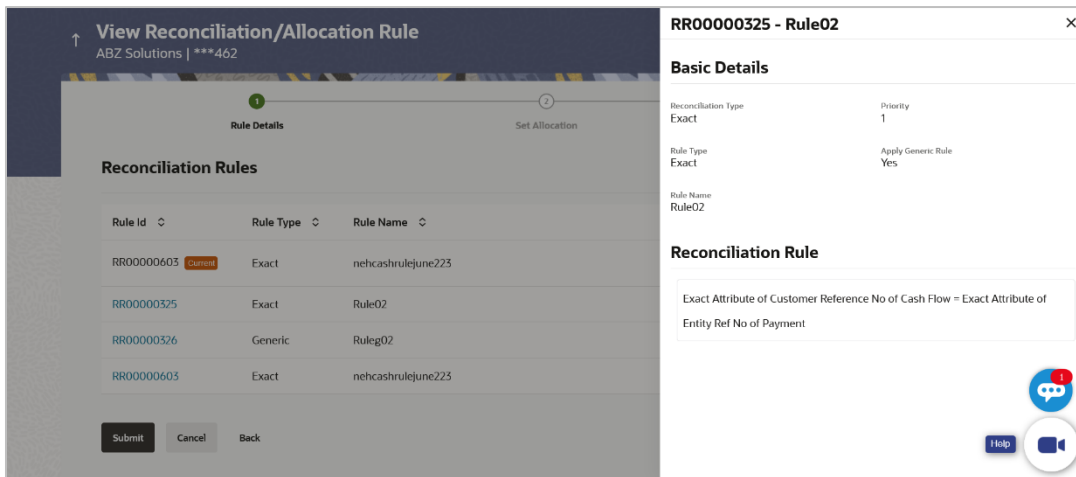 View Reconciliation/Allocation Rule
ABZ Solutions | ***462
1
2
Rule Details
Set Allocation
Reconciliation Rules
Rule Id Rule Type Rule Name
RR00000603 Current Exact nehcashrulejune223
RR00000325 Exact Rule02
RR00000326 Generic Ruleg02
RR00000603 Exact nehcashrulejune223
Submit Cancel Back
RR00000325 - Rule02
Basic Details
Reconciliation Type Priority
Exact 1
Rule Type Apply Generic Rule
Exact Yes
Rule Name
Rule02
Reconciliation Rule
Exact Attribute of Customer Reference No of Cash Flow = Exact Attribute of
Entity Ref No of Payment
1
Help